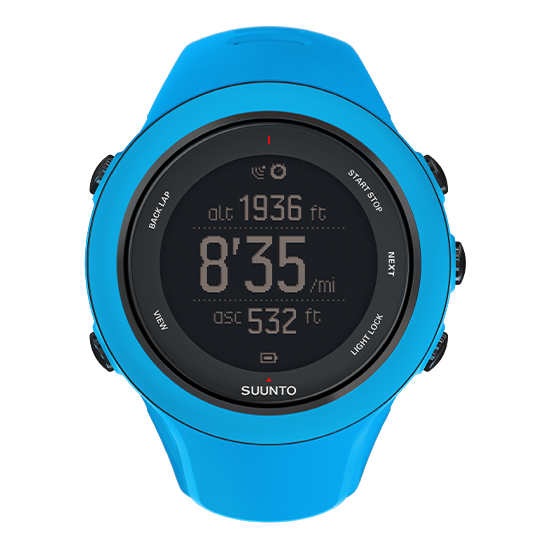 BACK LAP
START STOP
alt 1936 ft
8'35 /mi
NEXT
asc 532 ft
VIEW
LIGHT LOCK
SUUNTO